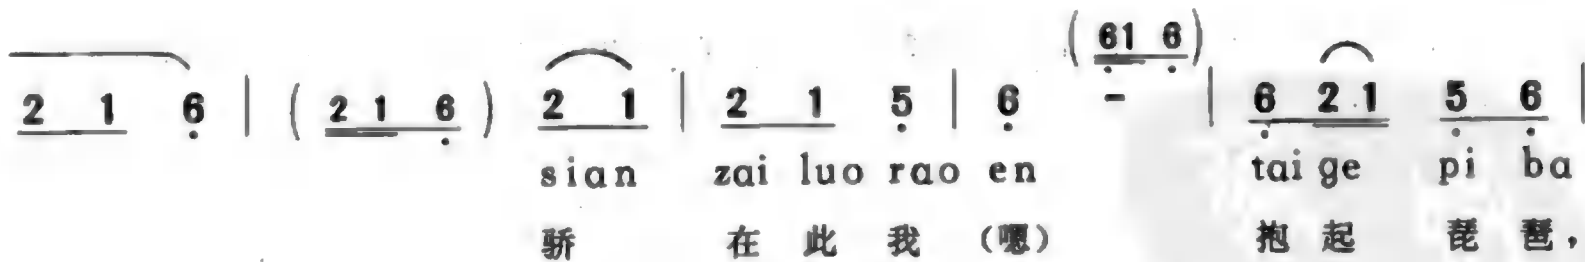 (61 6)
2 1 6 | (2 1 6) 2 1 | 2 1 5 | 6 - | 6 2 1 5 6 |
sian zai luo rao en tai ge pi ba
骄 在 此 我 (嗯) 抱 起 琵 琶,